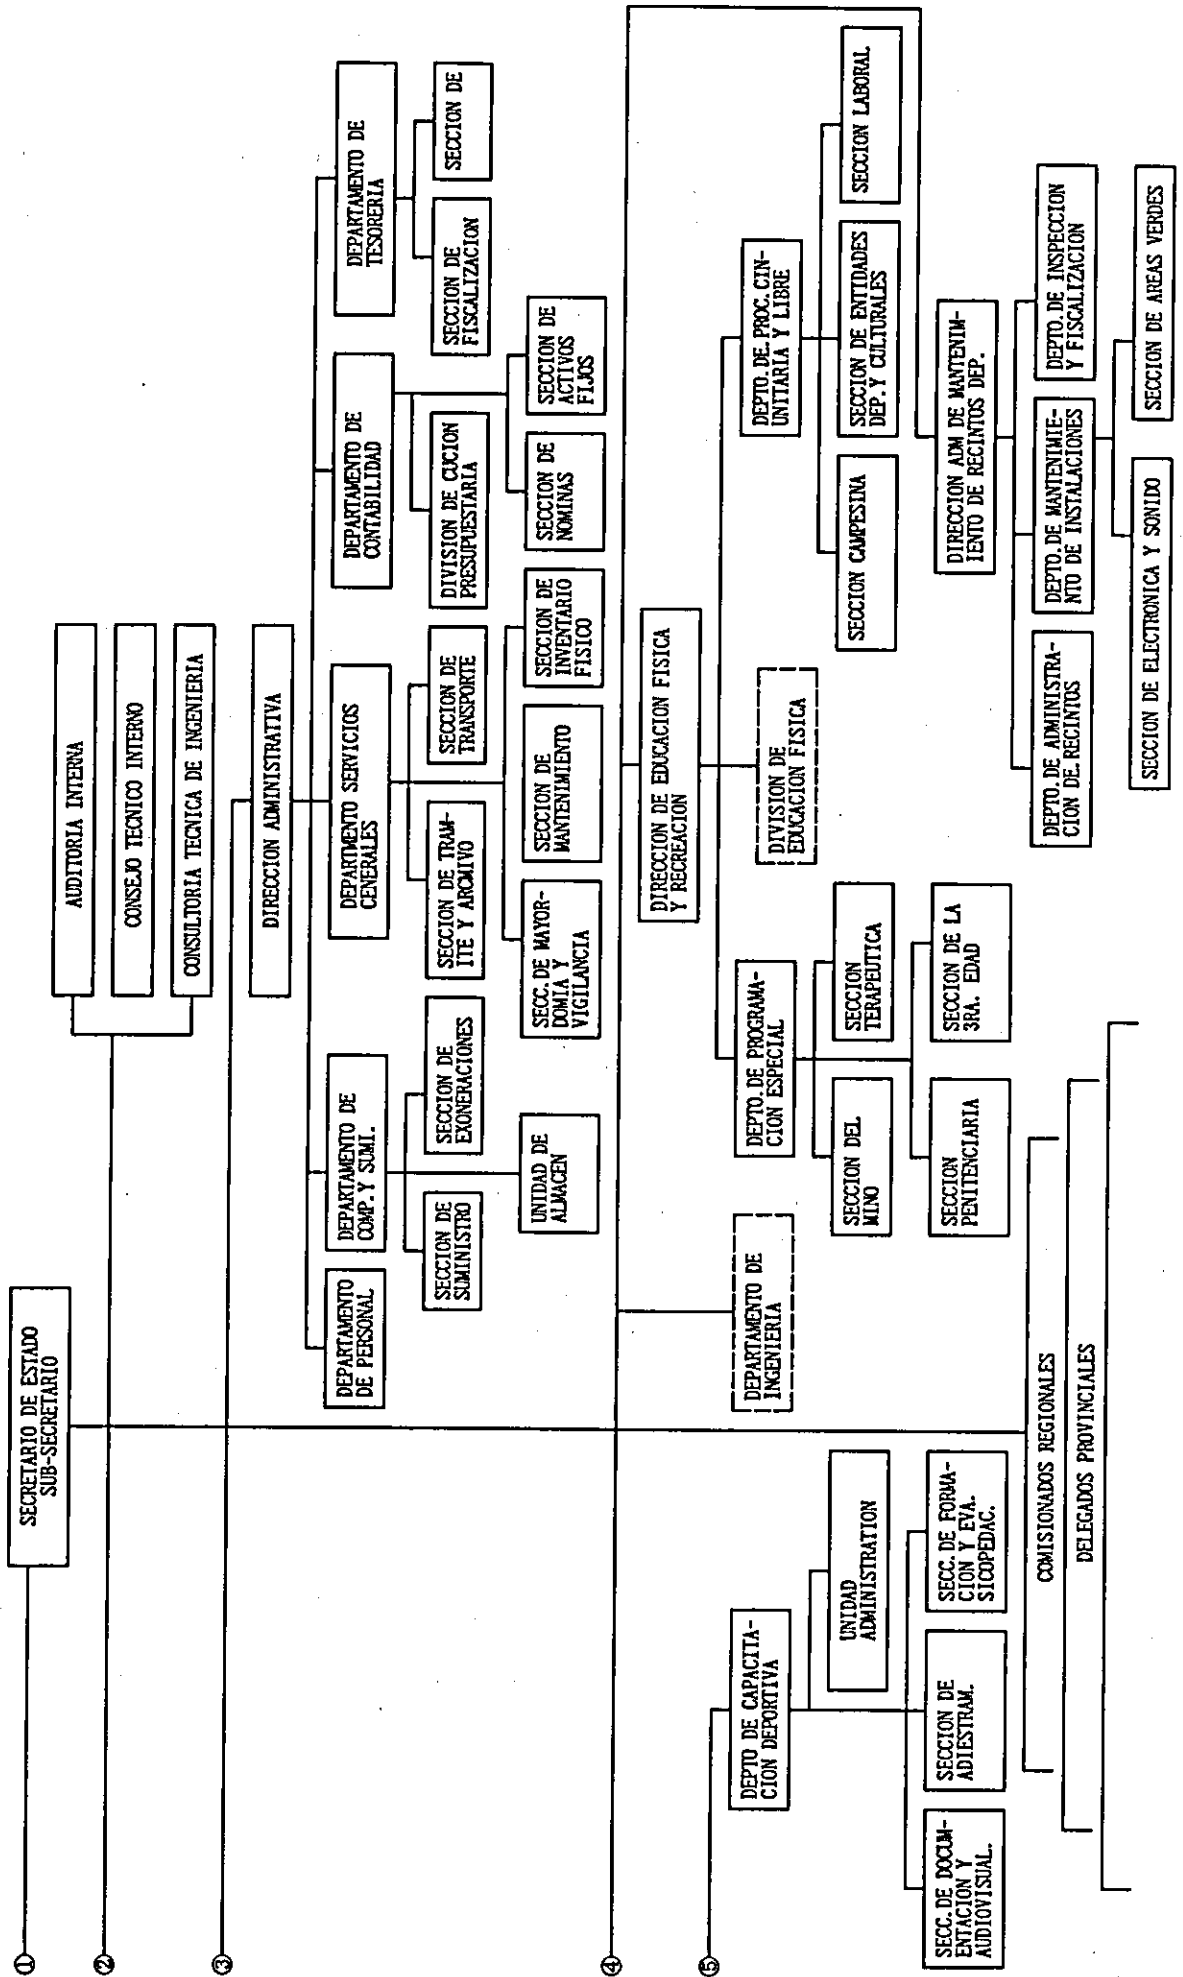 ①
SECRETARIO DE ESTADO
SUB-SECRETARIO
②
AUDITORIA INTERNA
CONSEJO TECNICO INTERNO
CONSULTORIA TECNICA DE INGENIERIA
③
DIRECCION ADMINISTRATIVA
DEPARTAMENTO
DE PERSONAL
DEPARTAMENTO DE
COMP.Y SUMI.
DEPARTMENTO SERVICIOS
CENERALES
DEPARTAMENTO DE
CONTABILIDAD
DEPARTAMENTO DE
TESORERIA
SECCION DE
SUMINISTRO
SECCION DE
EXONERACIONES
SECCION DE TRAM-
ITE Y ARCMIVO
SECCION DE
TRANSPORTE
DIVISION DE CUCION
PRESUPUESTARIA
SECCION DE
FISCALIZACION
SECCION DE
UNIDAD DE
ALMACEN
SECC.DE MAYOR-
DOMIA Y
VIGILANCIA
SECCION DE
MANTENIMIENTO
SECCION DE
INVENTARIO
FISICO
SECCION DE
NOMINAS
SECCION DE
ACTIVOS
FIJOS
④
DIRECCION DE EDUCACION FISICA
Y RECREACION
⑤
DEPTO DE CAPACITA-
CION DEPORTIVA
DEPARTAMENTO DE
INGENIERIA
DEPTO.DE PROGRAMA-
CION ESPECIAL
DIVISION DE
EDUCACION FISICA
DEPTO.DE.PROC.CIN-
UNITARIA Y LIBRE
UNIDAD
ADMINISTRATION
SECCION DEL
MINO
SECCION
TERAPEUTICA
SECCION CAMPESINA
SECCION DE ENTIDADES
DEP.Y CULTURALES
SECCION LABORAL
SECC.DE DOCUM-
ENTACION Y
AUDIOVISUAL.
SECCION DE
ADIESTRAM.
SECC.DE FORMA-
CION Y EVA.
SICOPEDAC.
SECCION
PENITENCIARIA
SECCION DE LA
3RA. EDAD
DIRECCION ADM DE MANTENIM-
IENTO DE RECINTOS DEP.
COMISIONADOS REGIONALES
DEPTO.DE ADMINISTRA-
CION DE.RECINTOS
DEPTO.DE MANTENIMIE-
NTO DE INSTALACIONES
DEPTO.DE INSPECCION
Y FISCALIZACION
DELEGADOS PROVINCIALES
SECCION DE ELECTRONICA Y SONIDO
SECCION DE AREAS VERDES